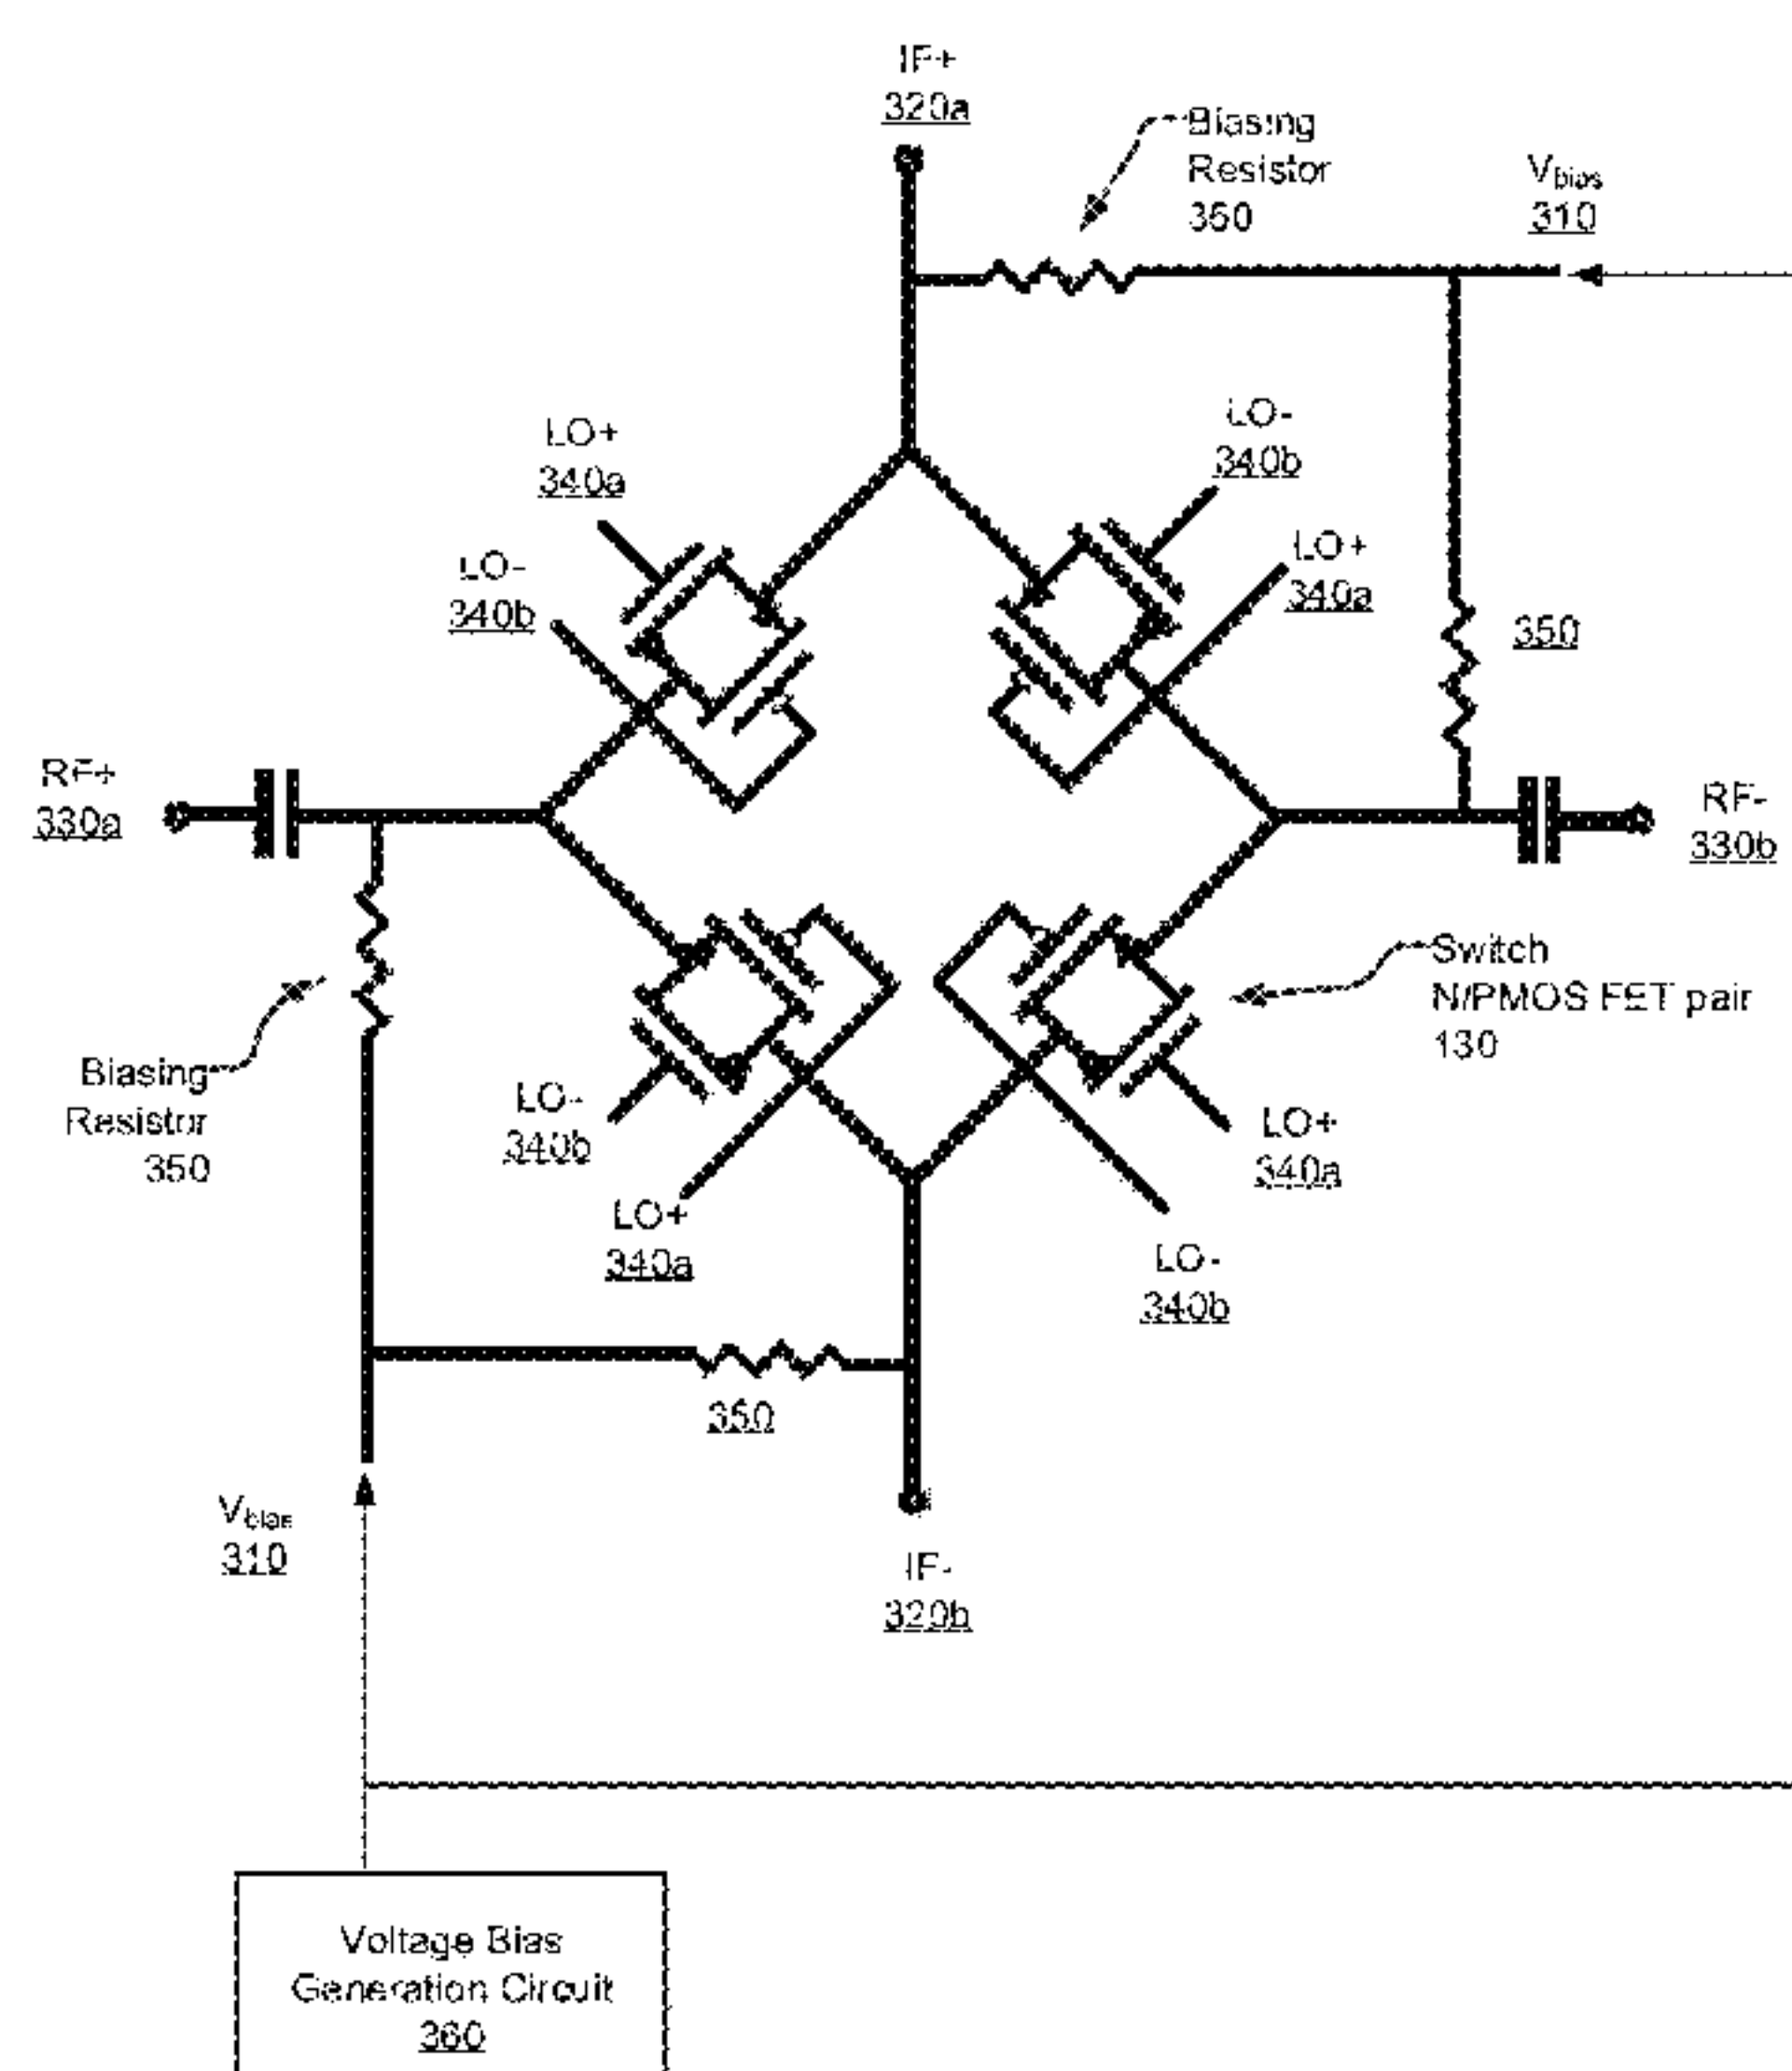 IF+
320a
Biasing
Resistor
350
Vbias
310
LO+
340a
LO-
340b
LO-
340b
LO+
340a
350
RF+
330a
RF-
330b
Switch
N/PMOS FET pair
130
Biasing
Resistor
350
LO-
340b
LO+
340a
LO+
340a
LO-
340b
350
Vbias
310
IF-
320b
Voltage Bias
Generation Circuit
360